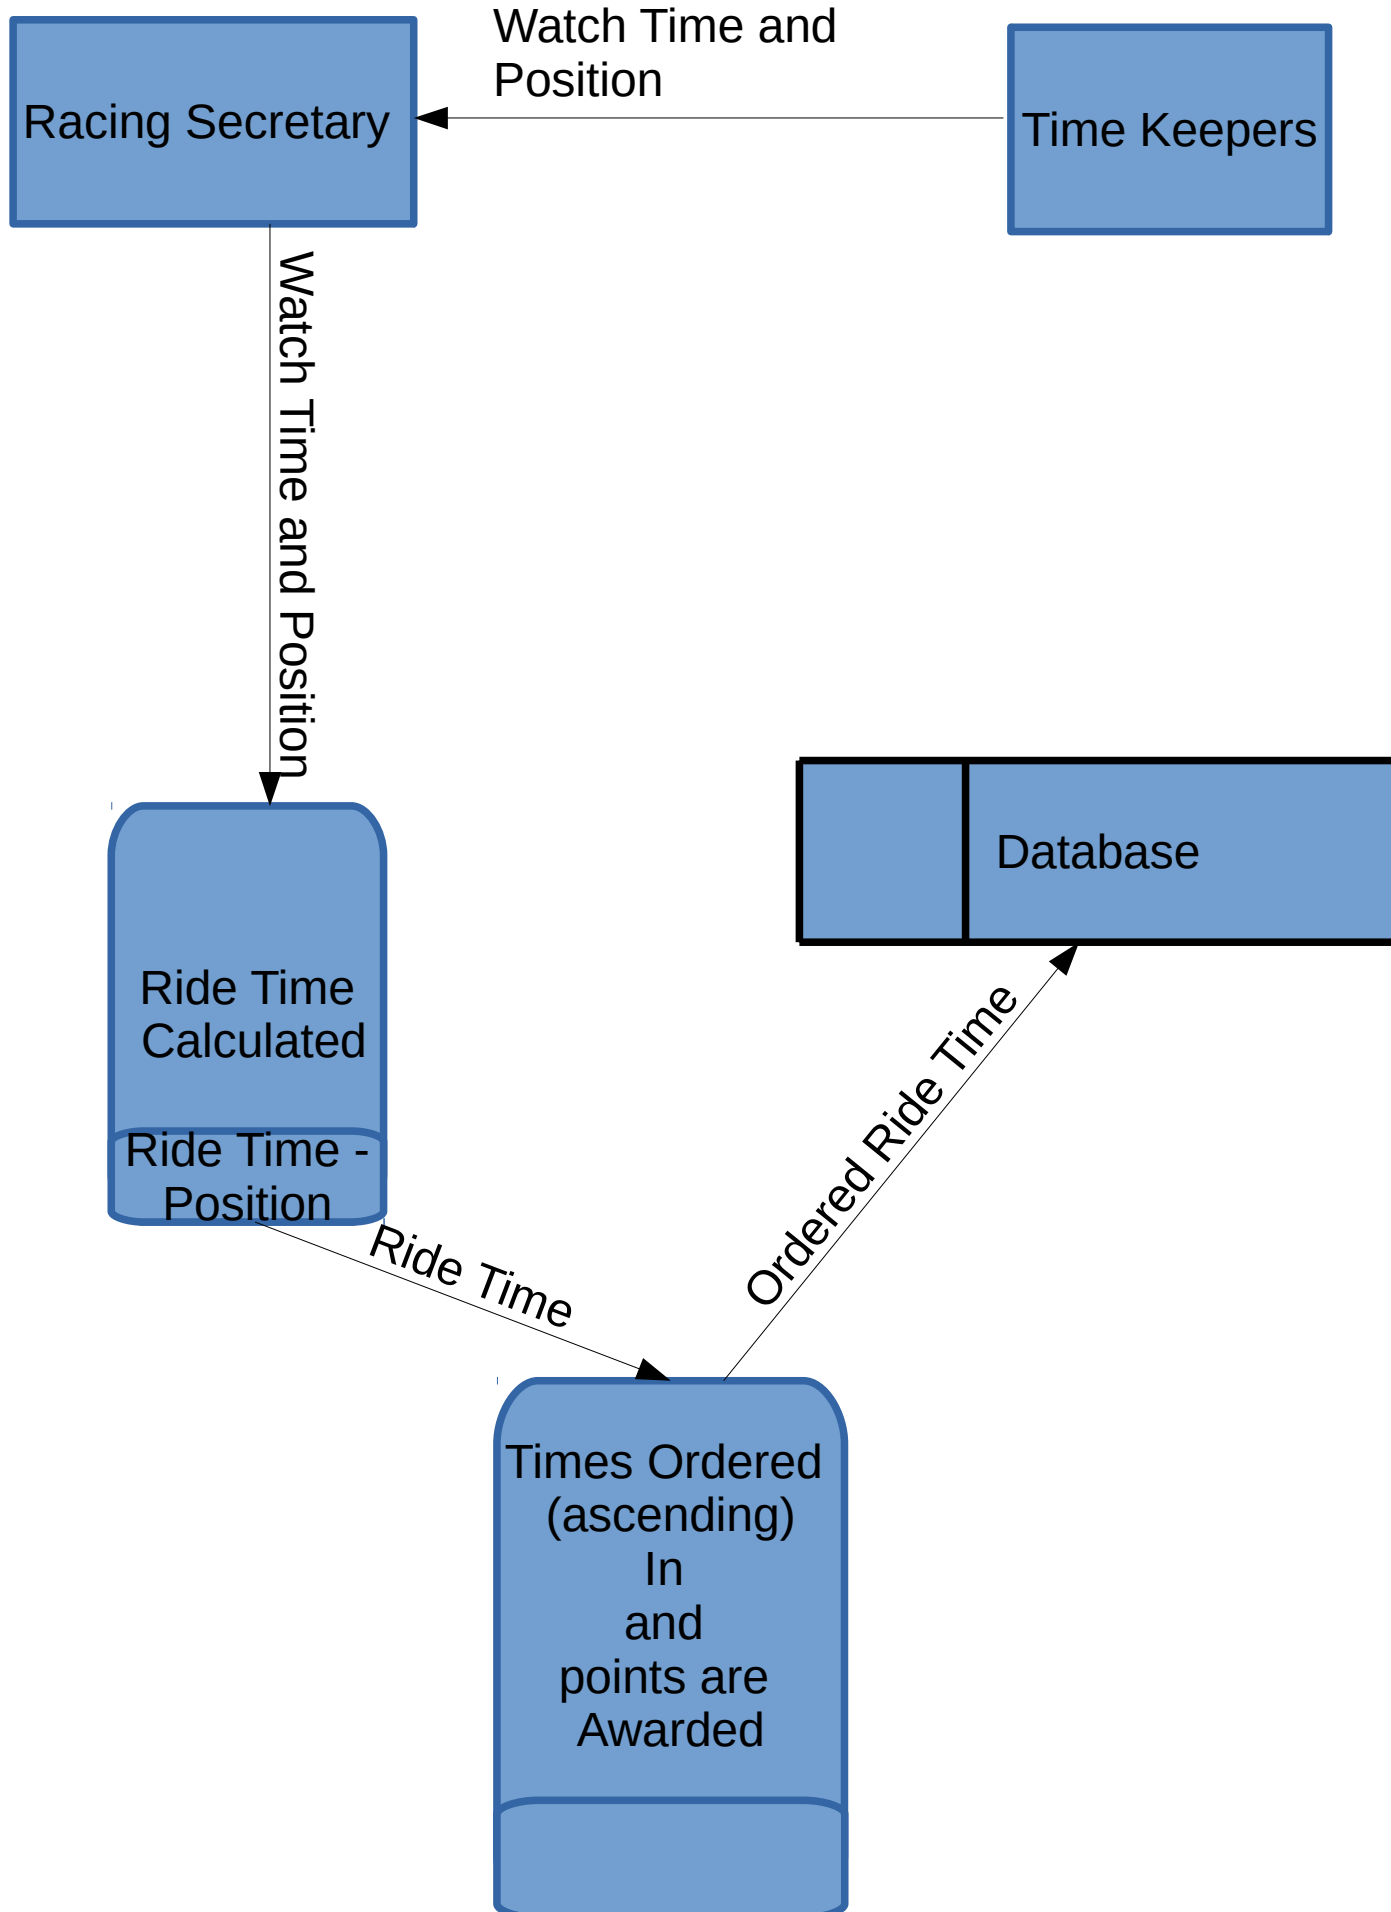 Watch Time and
Position
Racing Secretary
Time Keepers
Watch Time and Position
Database
Ride Time
Calculated
Ride Time -
Position
Ride Time
Ordered Ride Time
Times Ordered
(ascending)
In
and
points are
Awarded